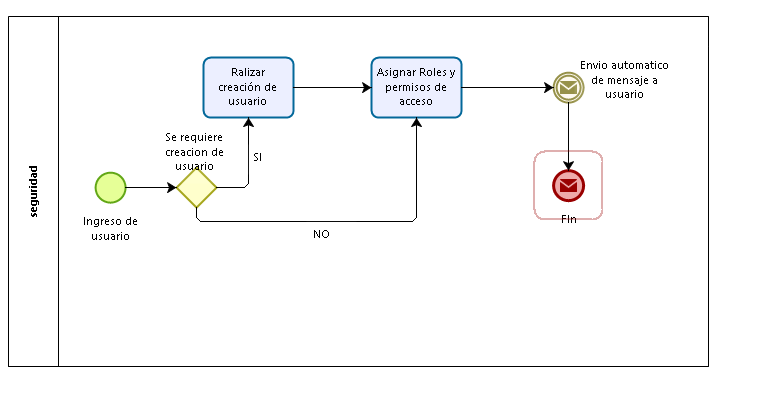 seguridad
Ralizar
creación de
usuario
Asignar Roles y
permisos de
acceso
Envio automatico
de mensaje a
usuario
Se requiere
creacion de
usuario
SI
Ingreso de
usuario
NO
FIn